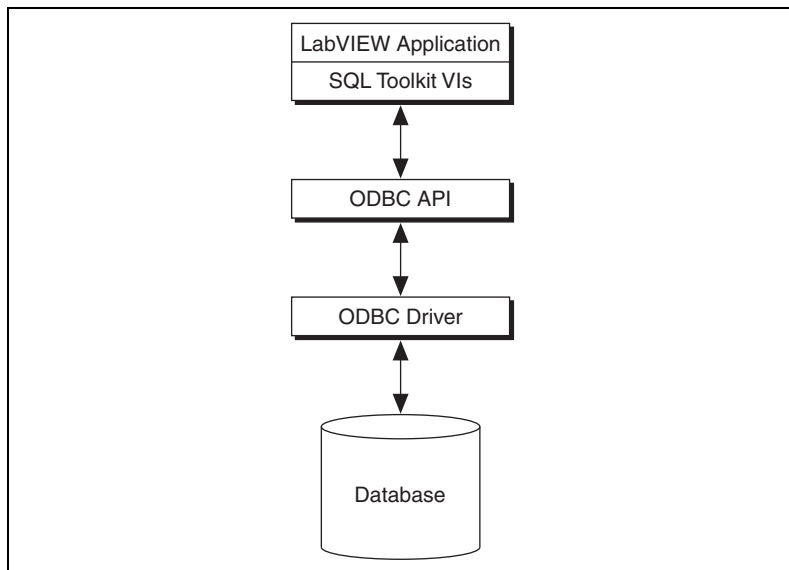 LabVIEW Application
SQL Toolkit VIs
ODBC API
ODBC Driver
Database